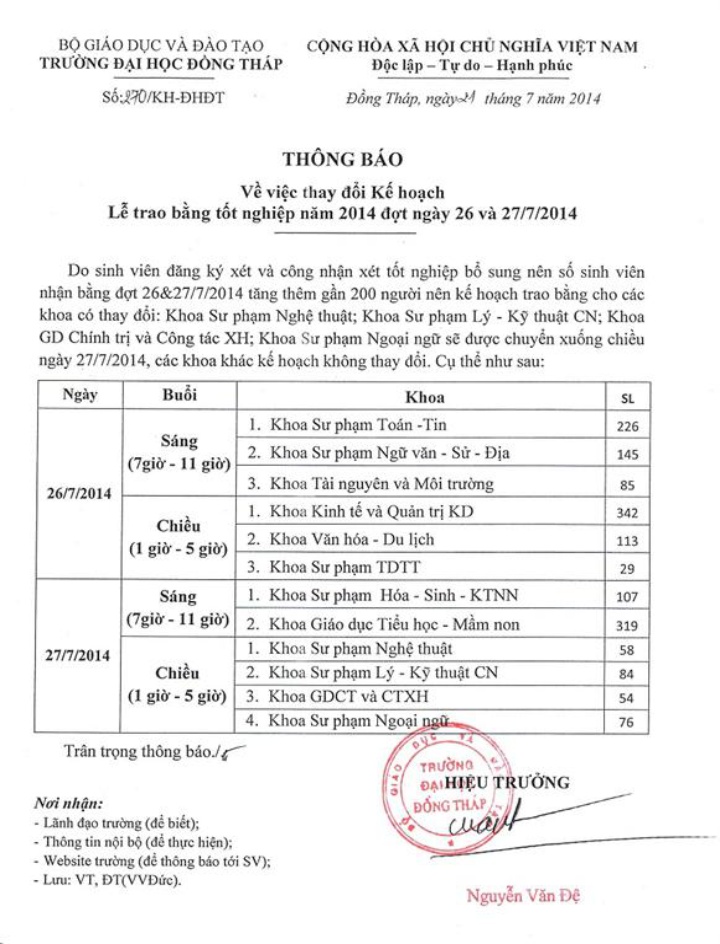 BỘ GIÁO DỤC VÀ ĐÀO TẠO
TRƯỜNG ĐẠI HỌC ĐỒNG THÁP
Số:270/KH-ĐHĐT
CỘNG HÒA XÃ HỘI CHỦ NGHĨA VIỆT NAM
Độc lập – Tự do – Hạnh phúc
Đồng Tháp, ngày 21 tháng 7 năm 2014
THÔNG BÁO
Về việc thay đổi Kế hoạch
Lễ trao bằng tốt nghiệp năm 2014 đợt ngày 26 và 27/7/2014
Do sinh viên đăng ký xét và công nhận xét tốt nghiệp bổ sung nên số sinh viên
nhận bằng đợt 26&27/7/2014 tăng thêm gần 200 người nên kế hoạch trao bằng cho các
khoa có thay đổi: Khoa Sư phạm Nghệ thuật; Khoa Sư phạm Lý - Kỹ thuật CN; Khoa
GD Chính trị và Công tác XH; Khoa Sư phạm Ngoại ngữ sẽ được chuyển xuống chiều
ngày 27/7/2014, các khoa khác kế hoạch không thay đổi. Cụ thể như sau:
Ngày Buổi Khoa SL
26/7/2014
Sáng
(7giờ - 11 giờ)
1. Khoa Sư phạm Toán -Tin 226
2. Khoa Sư phạm Ngữ văn - Sử - Địa 145
3. Khoa Tài nguyên và Môi trường 85
Chiều
(1 giờ - 5 giờ)
1. Khoa Kinh tế và Quản trị KD 342
2. Khoa Văn hóa - Du lịch 113
3. Khoa Sư phạm TDTT 29
27/7/2014
Sáng
(7giờ - 11 giờ)
1. Khoa Sư phạm Hóa - Sinh - KTNN 107
2. Khoa Giáo dục Tiểu học - Mầm non 319
Chiều
(1 giờ - 5 giờ)
1. Khoa Sư phạm Nghệ thuật 58
2. Khoa Sư phạm Lý - Kỹ thuật CN 84
3. Khoa GDCT và CTXH 54
4. Khoa Sư phạm Ngoại ngữ 76
Trân trọng thông báo./.
HIỆU TRƯỞNG
TRƯỜNG
ĐẠI HỌC
ĐỒNG THÁP
Nguyễn Văn Đệ
Nơi nhận:
- Lãnh đạo trường (để biết);
- Thông tin nội bộ (để thực hiện);
- Website trường (để thông báo tới SV);
- Lưu: VT, ĐT(VVĐức).